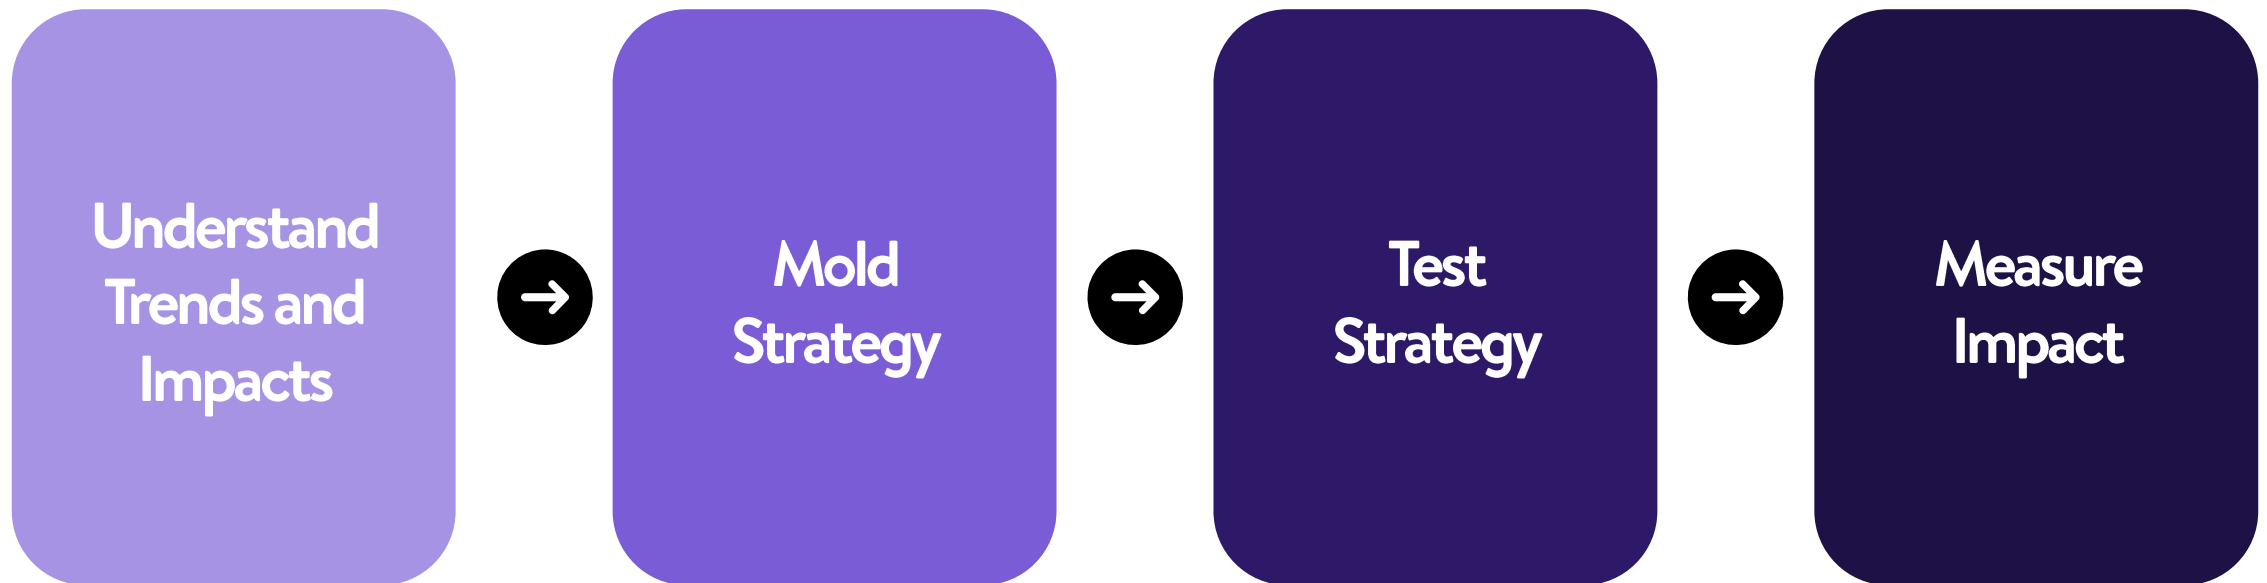 Understand
Trends and
Impacts
Mold
Strategy
Test
Strategy
Measure
Impact